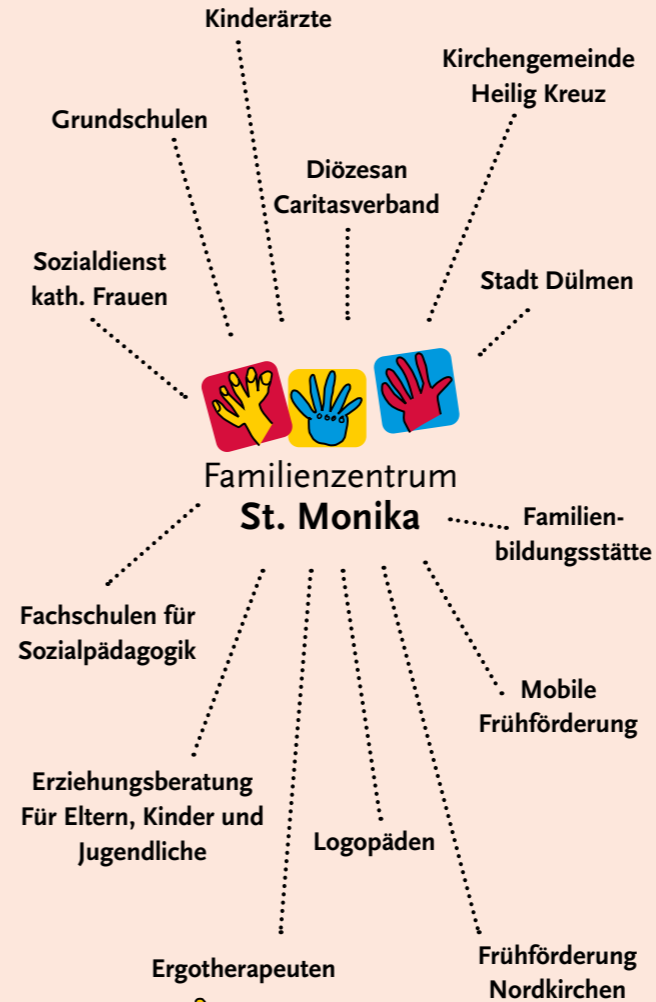 Kinderärzte
Kirchengemeinde
Heilig Kreuz
Grundschulen
Diözesan
Caritasverband
Sozialdienst
kath. Frauen
Stadt Dülmen
Familienzentrum
St. Monika
Familien-
bildungsstätte
Fachschulen für
Sozialpädagogik
Mobile
Frühförderung
Erziehungsberatung
Für Eltern, Kinder und
Jugendliche
Logopäden
Ergotherapeuten
Frühförderung
Nordkirchen